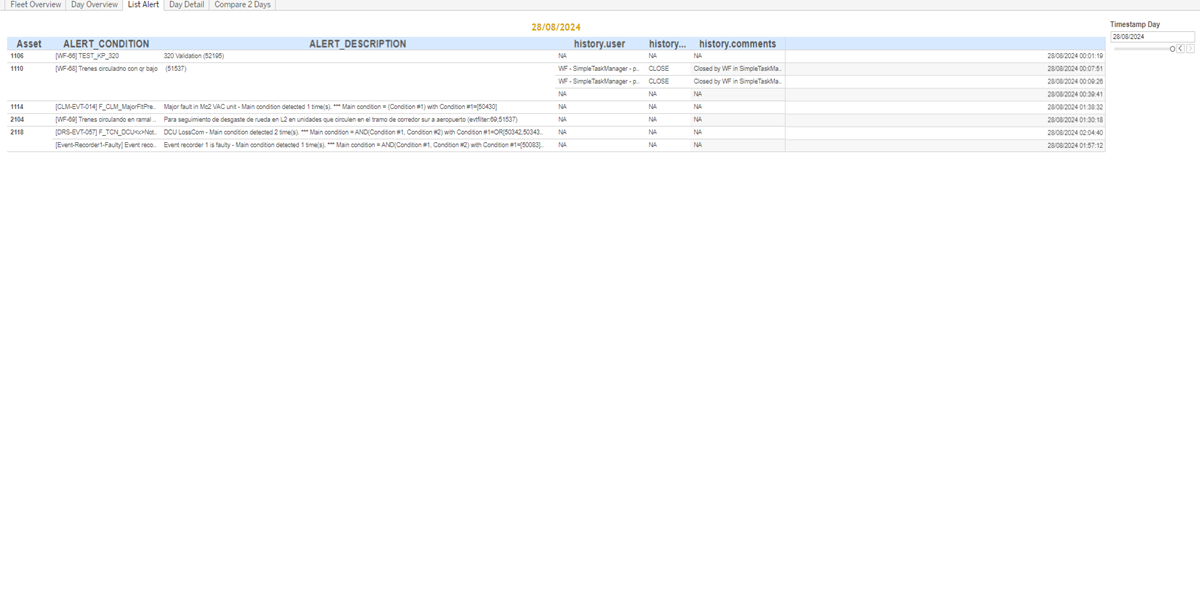 Fleet Overview Day Overview List Alert Day Detail Compare 2 Days
28/08/2024
Timestamp Day
28/08/2024
Asset ALERT_CONDITION ALERT_DESCRIPTION history.user history... history.comments
1106 [WF-66] TEST_KP_320 320 Validation (52195) NA NA NA 28/08/2024 00:01:19
1110 [WF-68] Trenes circuladno con qr bajo (51537) WF - SimpleTaskManager - p.. CLOSE Closed by WF in SimpleTaskMa.. 28/08/2024 00:07:51
WF - SimpleTaskManager - p.. CLOSE Closed by WF in SimpleTaskMa.. 28/08/2024 00:09:26
NA NA NA 28/08/2024 00:39:41
1114 [CLM-EVT-014] F_CLM_MajorFltPre.. Major fault in Mc2 VAC unit - Main condition detected 1 time(s). *** Main condition = (Condition #1) with Condition #1=[50430] NA NA NA 28/08/2024 01:38:32
2104 [WF-69] Trenes circulando en ramal ... Para seguimiento de desgaste de rueda en L2 en unidades que circulen en el tramo de corredor sur a aeropuerto (evtfilter:69;51537) NA NA NA 28/08/2024 01:30:18
2118 [DRS-EVT-057] F_TCN_DCU<x>Not.. DCU LossCom - Main condition detected 2 time(s). *** Main condition = AND(Condition #1, Condition #2) with Condition #1=OR[50342,50343.. NA NA NA 28/08/2024 02:04:40
[Event-Recorder1-Faulty] Event reco.. Event recorder 1 is faulty - Main condition detected 1 time(s). *** Main condition = AND(Condition #1, Condition #2) with Condition #1=[50083].. NA NA NA 28/08/2024 01:57:12